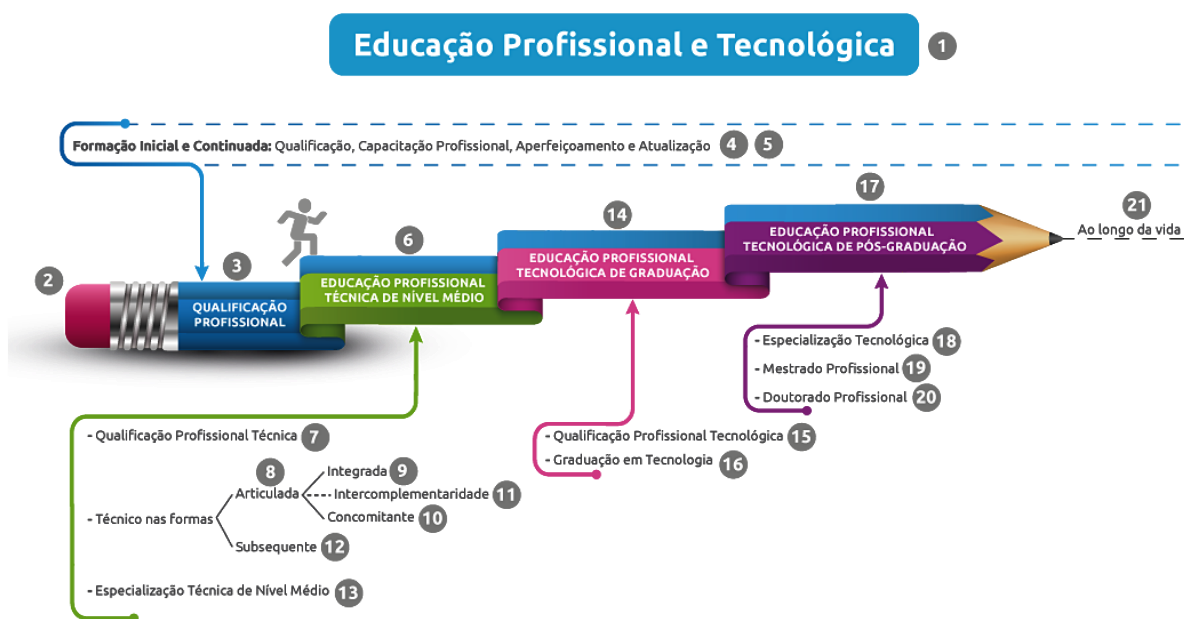 Educação Profissional e Tecnológica 1
Formação Inicial e Continuada: Qualificação, Capacitação Profissional, Aperfeiçoamento e Atualização 4 5
17
21
Ao longo da vida
14
EDUCAÇÃO PROFISSIONAL
TECNOLÓGICA DE PÓS-GRADUAÇÃO
6
EDUCAÇÃO PROFISSIONAL
TECNOLÓGICA DE GRADUAÇÃO
2
3
EDUCAÇÃO PROFISSIONAL
TÉCNICA DE NÍVEL MÉDIO
QUALIFICAÇÃO
PROFISSIONAL
- Especialização Tecnológica 18
- Mestrado Profissional 19
- Doutorado Profissional 20
- Qualificação Profissional Técnica 7
- Qualificação Profissional Tecnológica 15
- Graduação em Tecnologia 16
8
Integrada 9
Articulada
Intercomplementaridade 11
- Técnico nas formas
Concomitante 10
Subsequente 12
- Especialização Técnica de Nível Médio 13